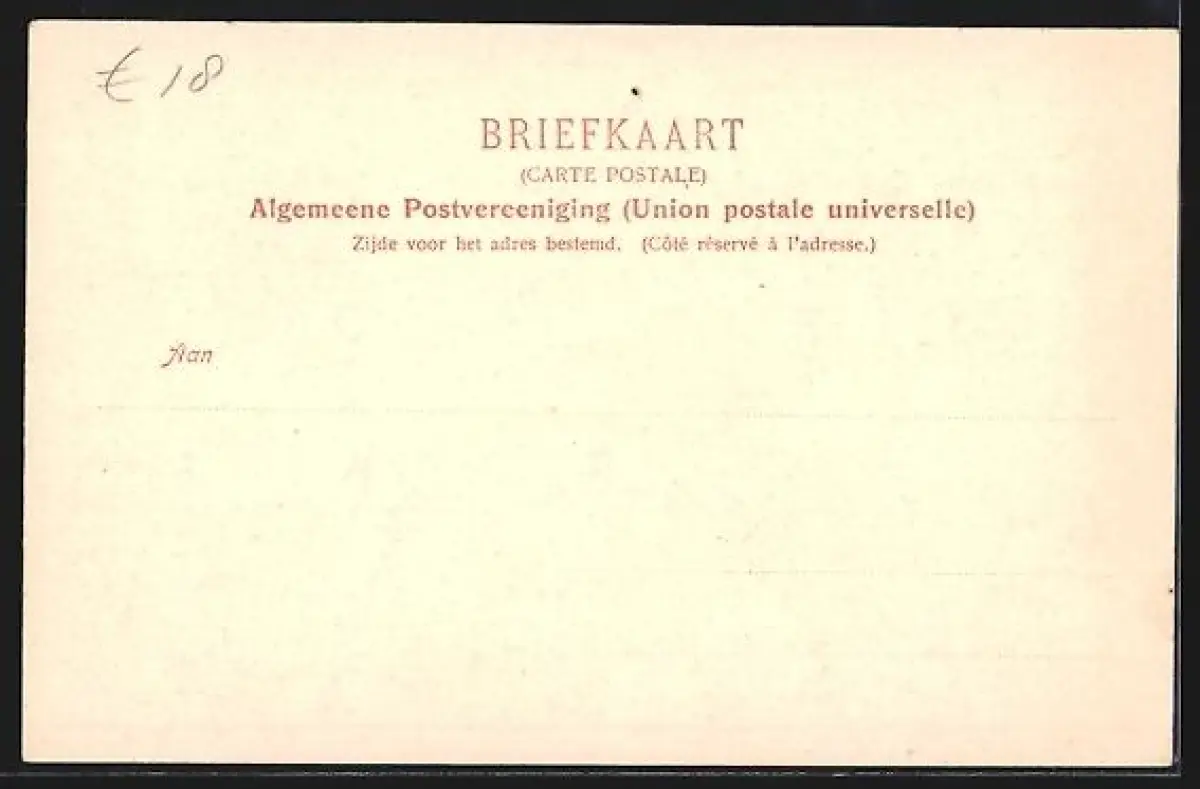 € 18
BRIEFKAART
(CARTE POSTALE)
Algemeene Postvereeniging (Union postale universelle)
Zijde voor het adres bestemd. (Côté réservé à l'adresse.)
Aan